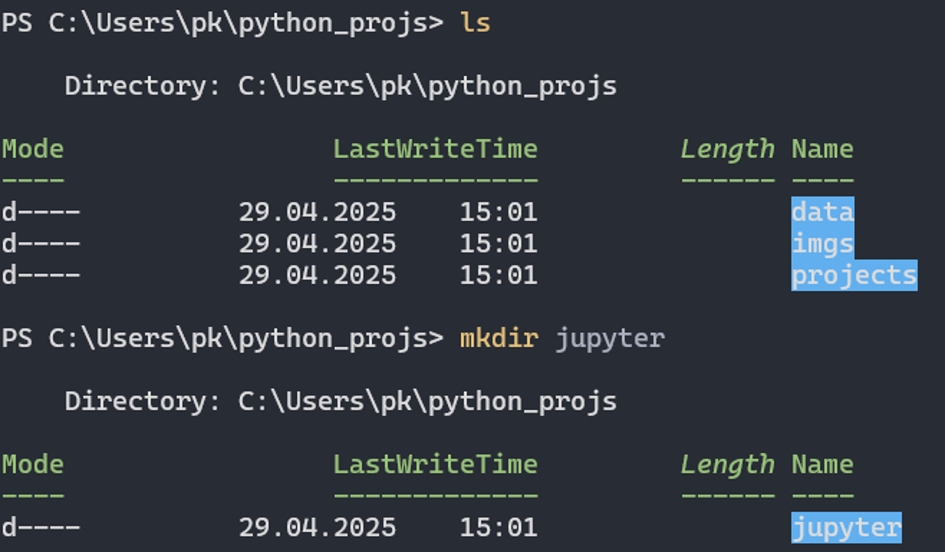 PS C:\Users\pk\python_projs> ls
Directory: C:\Users\pk\python_projs
Mode LastWriteTime Length Name
---- ------------- ------ ----
d---- 29.04.2025 15:01 data
d---- 29.04.2025 15:01 imgs
d---- 29.04.2025 15:01 projects
PS C:\Users\pk\python_projs> mkdir jupyter
Directory: C:\Users\pk\python_projs
Mode LastWriteTime Length Name
---- ------------- ------ ----
d---- 29.04.2025 15:01 jupyter